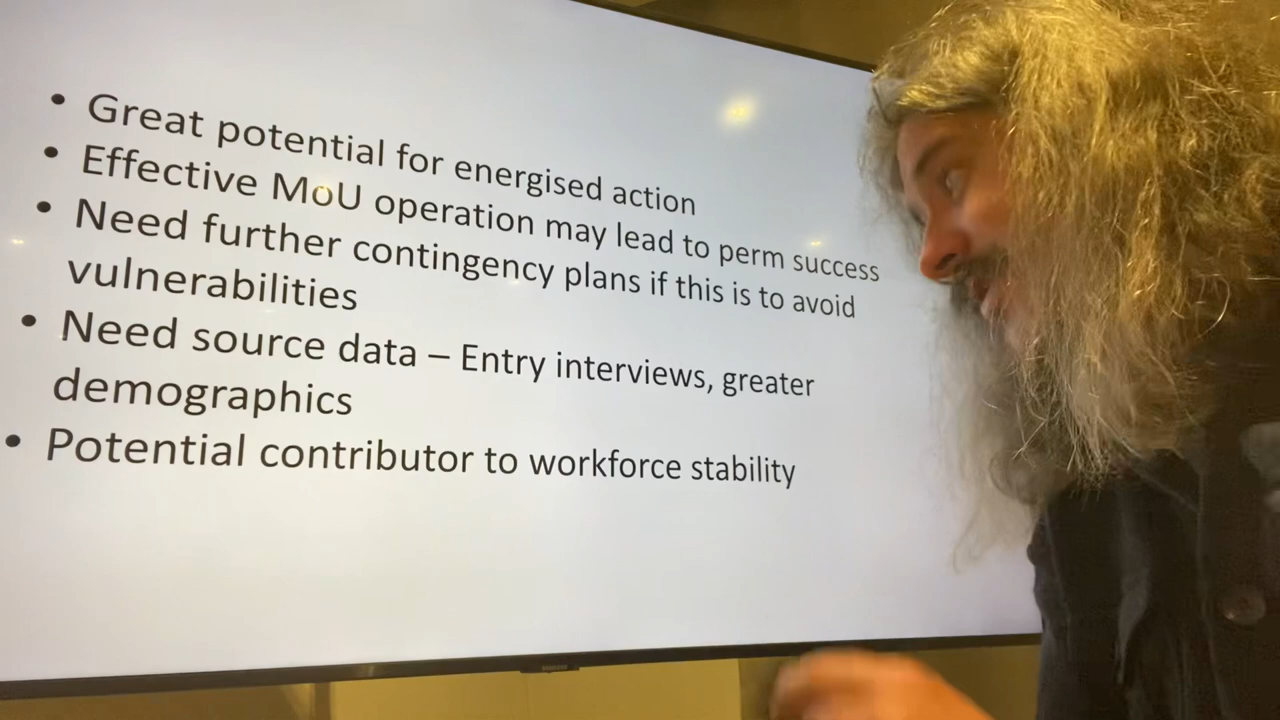 • Great potential for energised action
• Effective MoU operation may lead to perm success
• Need further contingency plans if this is to avoid
vulnerabilities
• Need source data – Entry interviews, greater
demographics
• Potential contributor to workforce stability